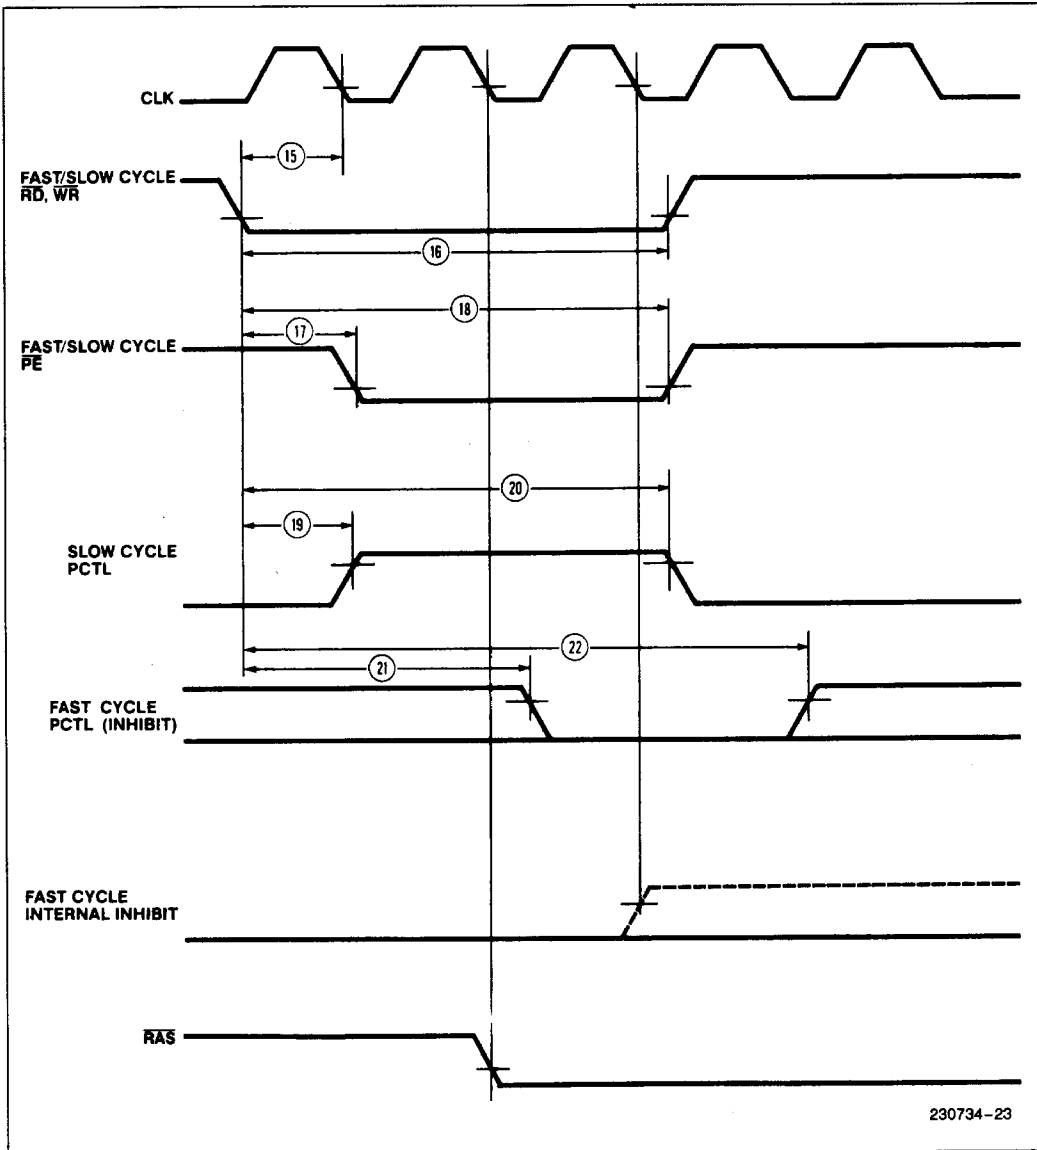 CLK
15
FAST/SLOW CYCLE
RD, WR
16
18
17
FAST/SLOW CYCLE
PE
20
19
SLOW CYCLE
PCTL
22
21
FAST CYCLE
PCTL (INHIBIT)
FAST CYCLE
INTERNAL INHIBIT
RAS
230734-23